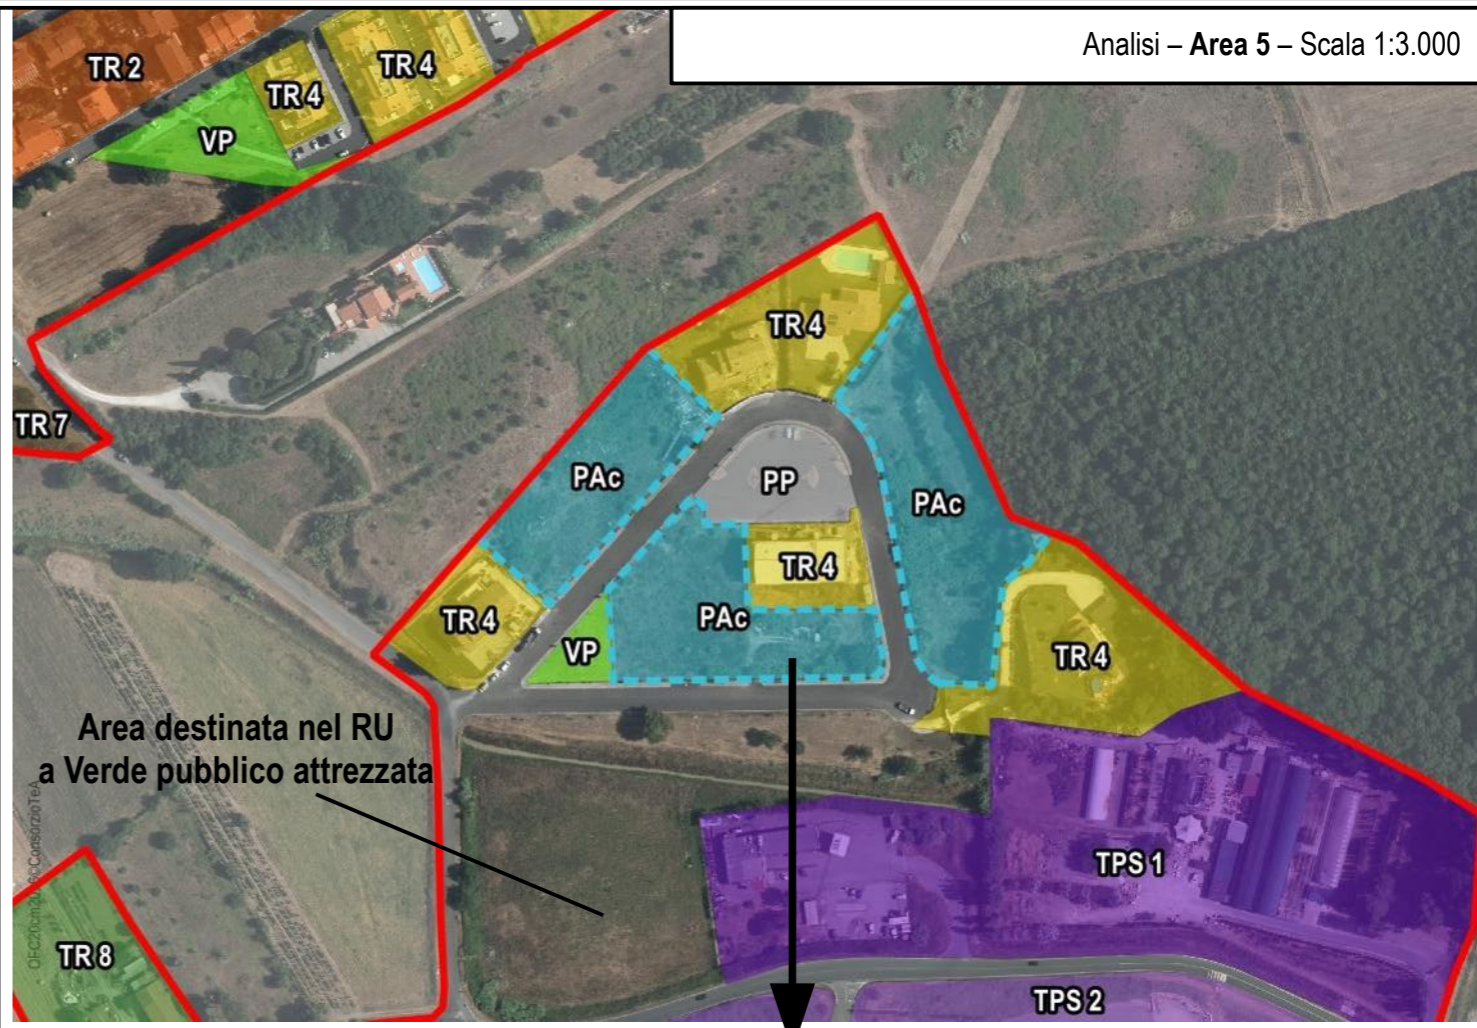 Analisi – Area 5 – Scala 1:3.000
TR 2
TR 4
TR 4
VP
TR 4
TR 7
PAc
PP
PAc
TR 4
TR 4
PAc
VP
TR 4
Area destinata nel RU
a Verde pubblico attrezzata
TPS 1
TR 8
TPS 2